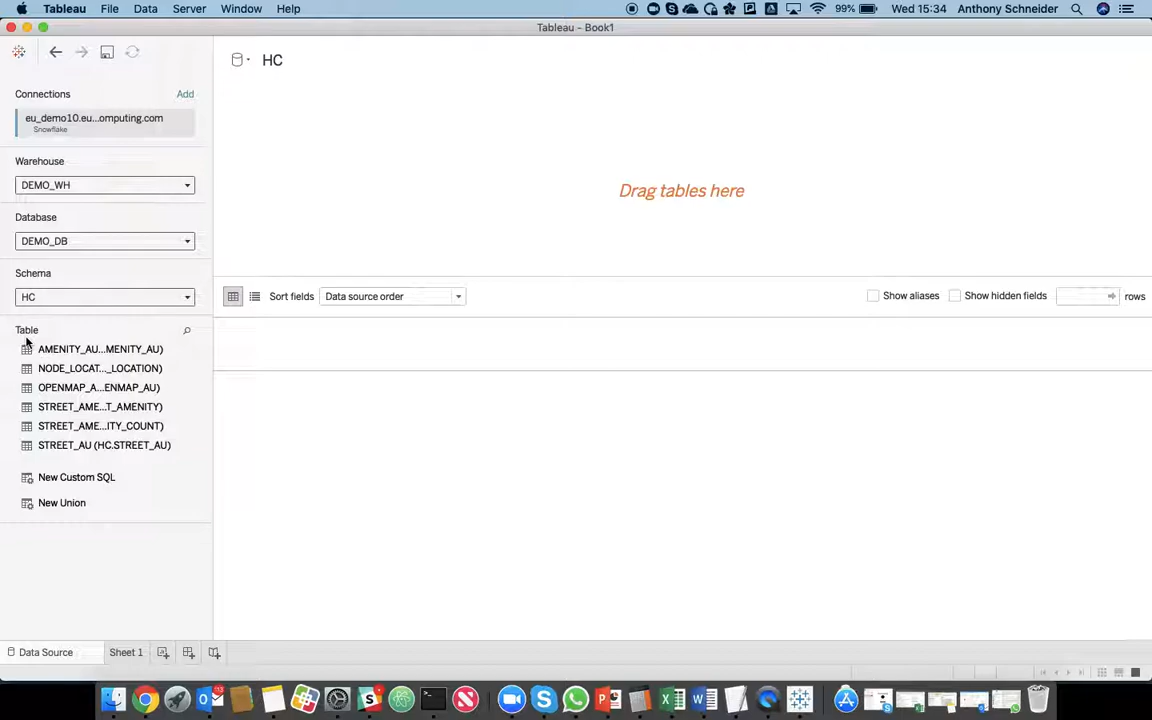 Tableau File Data Server Window Help 99% Wed 15:34 Anthony Schneider
Tableau - Book1
HC
Connections Add
eu_demo10.eu...omputing.com
Snowflake
Warehouse
DEMO_WH
Drag tables here
Database
DEMO_DB
Schema
HC
Sort fields Data source order Show aliases Show hidden fields rows
Table
AMENITY_AU...MENITY_AU)
NODE_LOCAT..._LOCATION)
OPENMAP_A...ENMAP_AU)
STREET_AME...T_AMENITY)
STREET_AME...ITY_COUNT)
STREET_AU (HC.STREET_AU)
New Custom SQL
New Union
Data Source Sheet 1